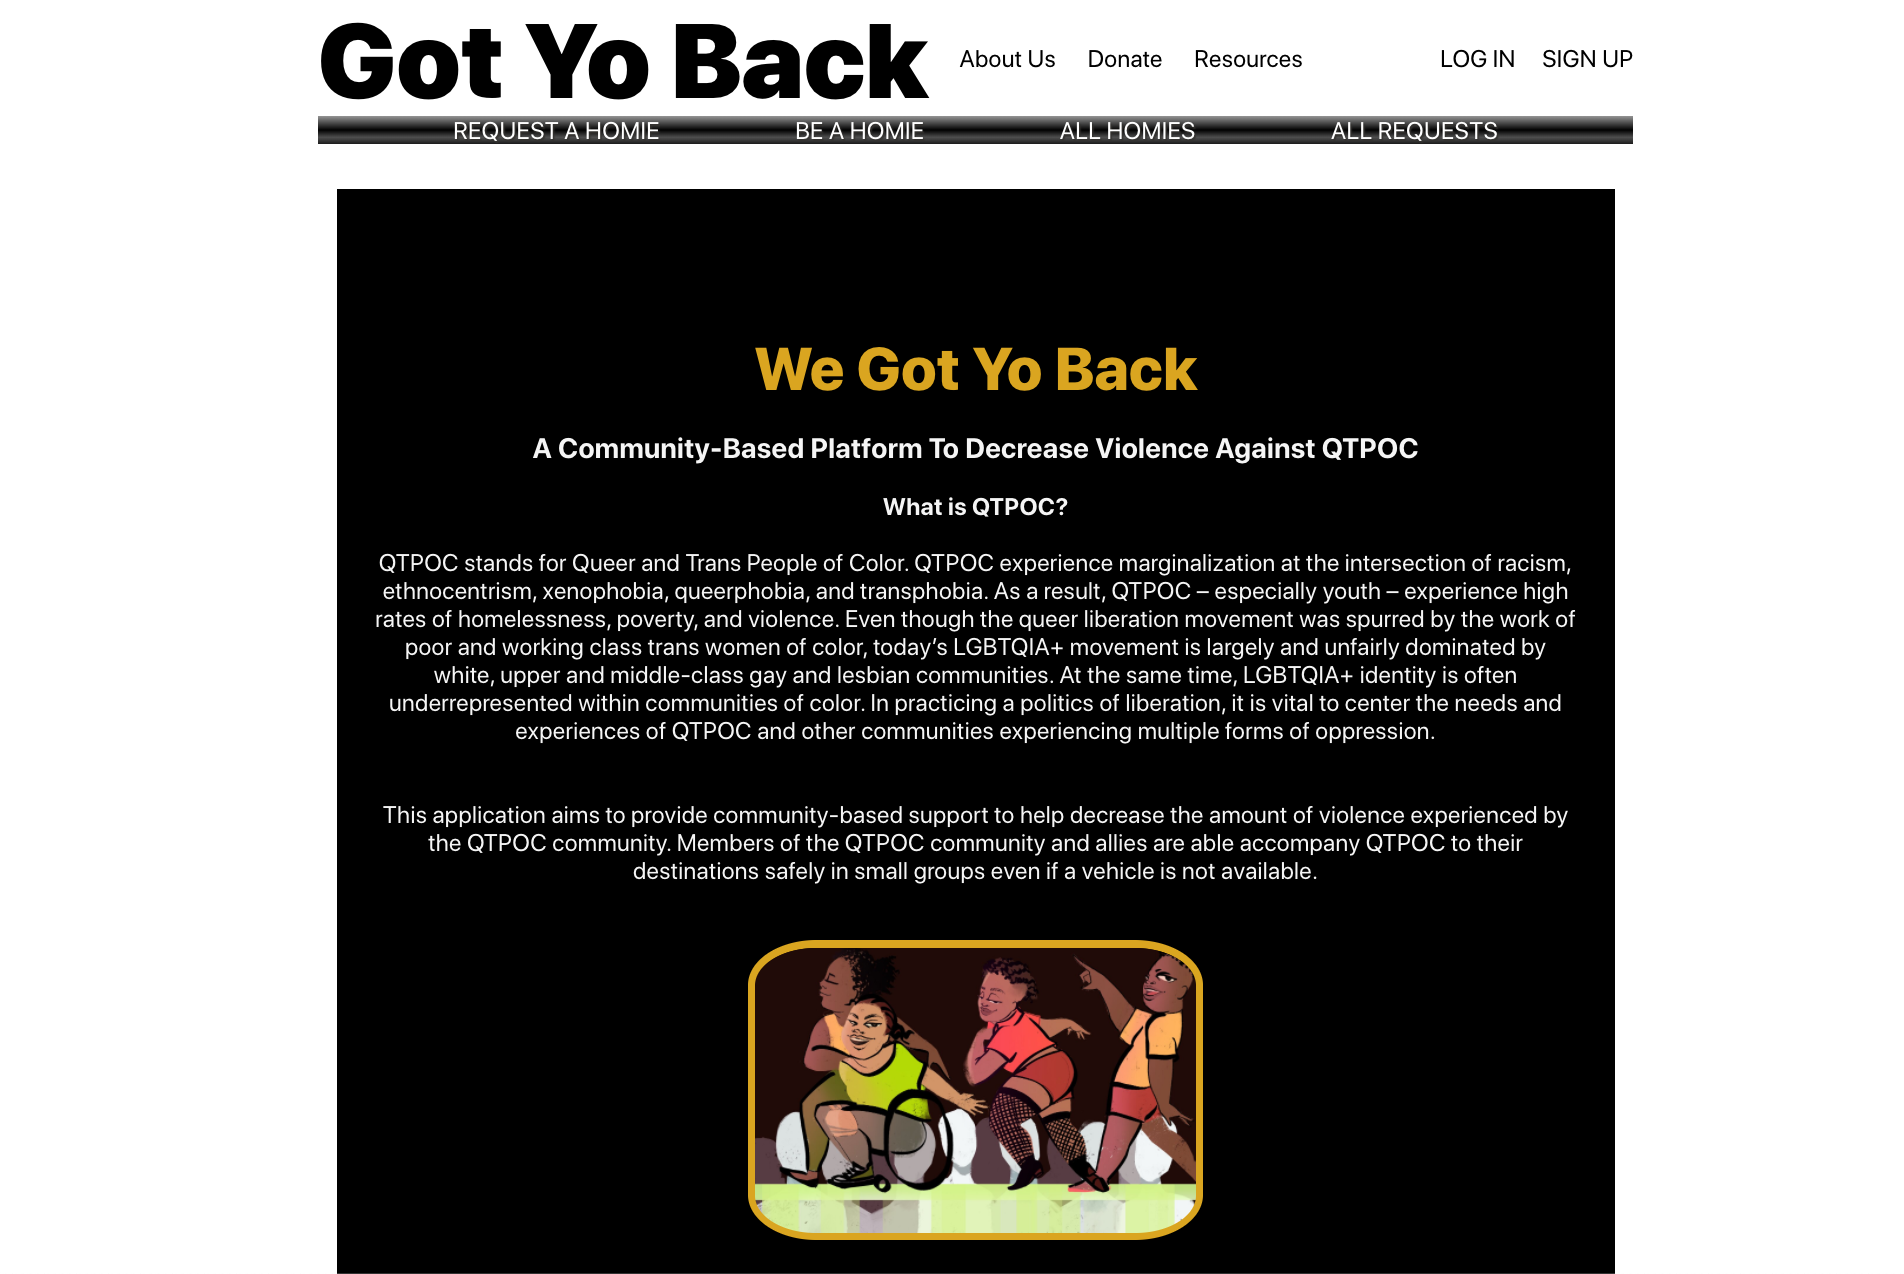 Got Yo Back
About Us Donate Resources LOG IN SIGN UP
REQUEST A HOMIE BE A HOMIE ALL HOMIES ALL REQUESTS
We Got Yo Back
A Community-Based Platform To Decrease Violence Against QTPOC
What is QTPOC?
QTPOC stands for Queer and Trans People of Color. QTPOC experience marginalization at the intersection of racism,
ethnocentrism, xenophobia, queerphobia, and transphobia. As a result, QTPOC – especially youth – experience high
rates of homelessness, poverty, and violence. Even though the queer liberation movement was spurred by the work of
poor and working class trans women of color, today’s LGBTQIA+ movement is largely and unfairly dominated by
white, upper and middle-class gay and lesbian communities. At the same time, LGBTQIA+ identity is often
underrepresented within communities of color. In practicing a politics of liberation, it is vital to center the needs and
experiences of QTPOC and other communities experiencing multiple forms of oppression.
This application aims to provide community-based support to help decrease the amount of violence experienced by
the QTPOC community. Members of the QTPOC community and allies are able accompany QTPOC to their
destinations safely in small groups even if a vehicle is not available.